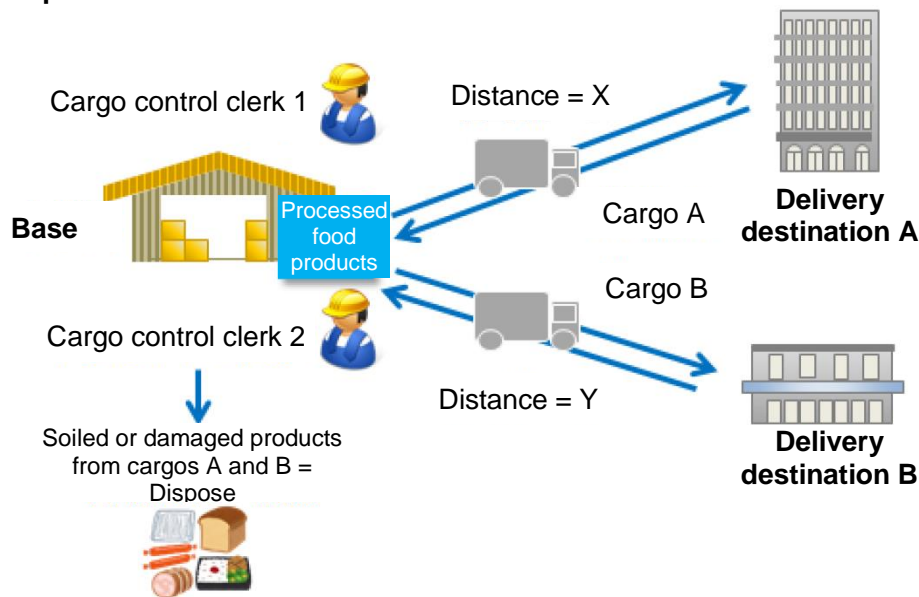 Cargo control clerk 1
Distance = X
Base
Processed
food
products
Cargo A
Delivery
destination A
Cargo B
Cargo control clerk 2
Distance = Y
Soiled or damaged products
from cargos A and B =
Dispose
Delivery
destination B